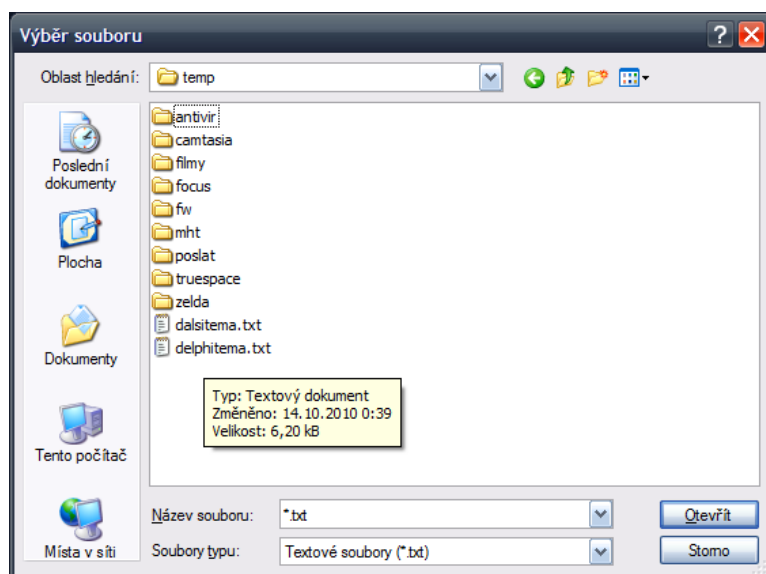 Výběr souboru
Oblast hledání:
temp
Poslední
dokumenty
Plocha
Dokumenty
Tento počítač
Místa v síti
antivir
camtasia
filmy
focus
fw
mht
poslat
truespace
zelda
dalsitema.txt
delphitema.txt
Typ: Textový dokument
Změněno: 14.10.2010 0:39
Velikost: 6,20 kB
Název souboru:
*.txt
Otevřít
Soubory typu:
Textové soubory (*.txt)
Storno